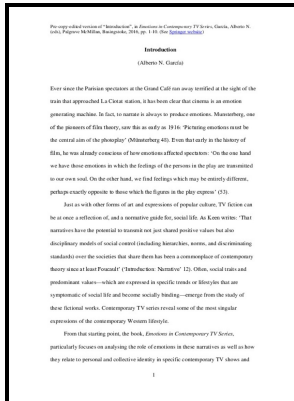 Pre-copy edited version of "Introduction", in Emotions in Contemporary TV Series, García, Alberto N.
(eds), Palgrave McMillan, Basingstoke, 2016, pp. 1-10. (See Springer website)
Introduction
(Alberto N. García)
Ever since the Parisian spectators at the Grand Café ran away terrified at the sight of the
train that approached La Ciotat station, it has been clear that cinema is an emotion
generating machine. In fact, to narrate is always to produce emotions. Munsterberg, one
of the pioneers of film theory, saw this as early as 1916: 'Picturing emotions must be
the central aim of the photoplay' (Münsterberg 48). Even that early in the history of
film, he was already conscious of how emotions affected spectators: 'On the one hand
we have those emotions in which the feelings of the persons in the play are transmitted
to our own soul. On the other hand, we find feelings which may be entirely different,
perhaps exactly opposite to those which the figures in the play express' (53).
Just as with other forms of art and expressions of popular culture, TV fiction can
be at once a reflection of, and a normative guide for, social life. As Keen writes: 'That
narratives have the potential to transmit not just shared positive values but also
disciplinary models of social control (including hierarchies, norms, and discriminating
standards) over the societies that share them has been a commonplace of contemporary
theory since at least Foucault' ('Introduction: Narrative' 12). Often, social traits and
predominant values—which are expressed in specific trends or lifestyles that are
symptomatic of social life and become socially binding—emerge from the study of
these fictional works. Contemporary TV series reveal some of the most singular
expressions of the contemporary Western lifestyle.
From that starting point, the book, Emotions in Contemporary TV Series,
particularly focuses on analysing the role of emotions in these narratives as well as how
they relate to personal and collective identity in specific contemporary TV shows and
1